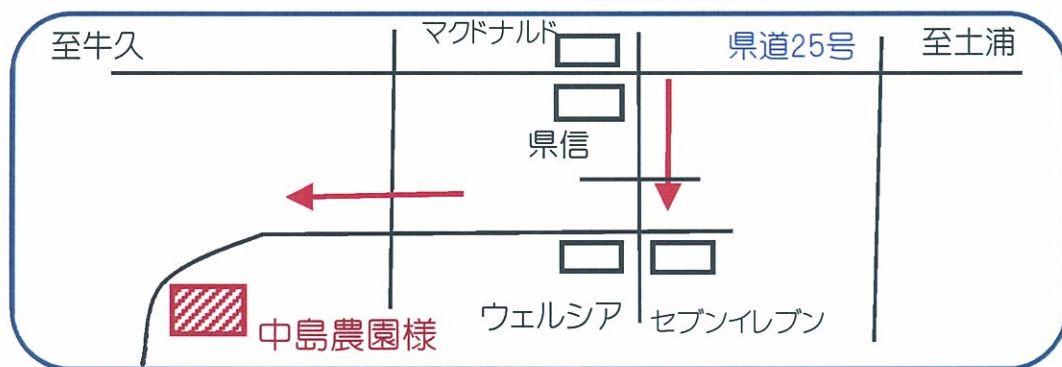 至牛久
マクドナルド
県道25号
至土浦
県信
ウェルシア
セブンイレブン
中島農園様